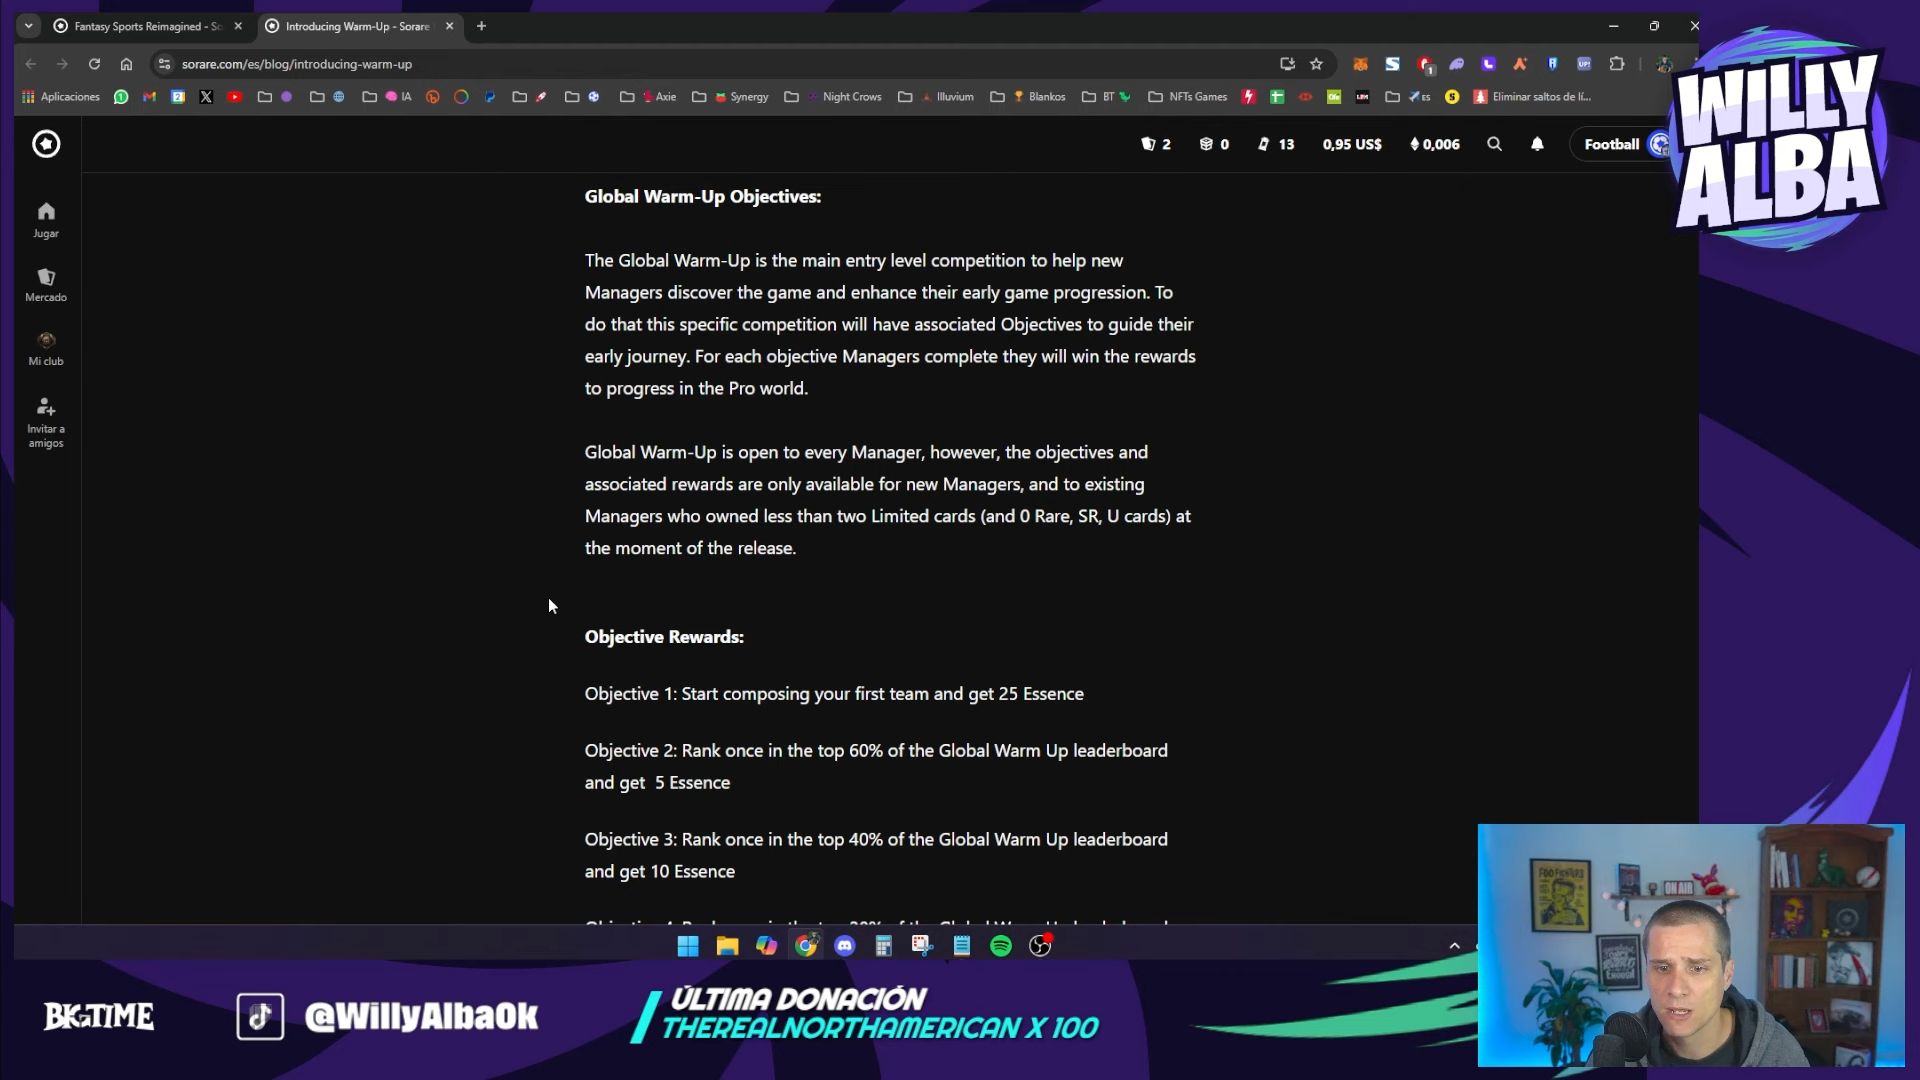 Fantasy Sports Reimagined - So
Introducing Warm-Up - Sorare
sorare.com/es/blog/introducing-warm-up
Aplicaciones
IA
Axie
Synergy
Night Crows
Illuvium
Blankos
BT
NFTs Games
ES
Eliminar saltos de lí...
2
0
13
0,95 US$
0,006
Football
WILLY
ALBA
Jugar
Mercado
Mi club
Invitar a
amigos
Global Warm-Up Objectives:
The Global Warm-Up is the main entry level competition to help new
Managers discover the game and enhance their early game progression. To
do that this specific competition will have associated Objectives to guide their
early journey. For each objective Managers complete they will win the rewards
to progress in the Pro world.
Global Warm-Up is open to every Manager, however, the objectives and
associated rewards are only available for new Managers, and to existing
Managers who owned less than two Limited cards (and 0 Rare, SR, U cards) at
the moment of the release.
Objective Rewards:
Objective 1: Start composing your first team and get 25 Essence
Objective 2: Rank once in the top 60% of the Global Warm Up leaderboard
and get  5 Essence
Objective 3: Rank once in the top 40% of the Global Warm Up leaderboard
and get 10 Essence
FOO FIGHTERS
ON AIR
BIGTIME
@WillyAlbaOk
ÚLTIMA DONACIÓN
THEREALNORTHAMERICAN X 100